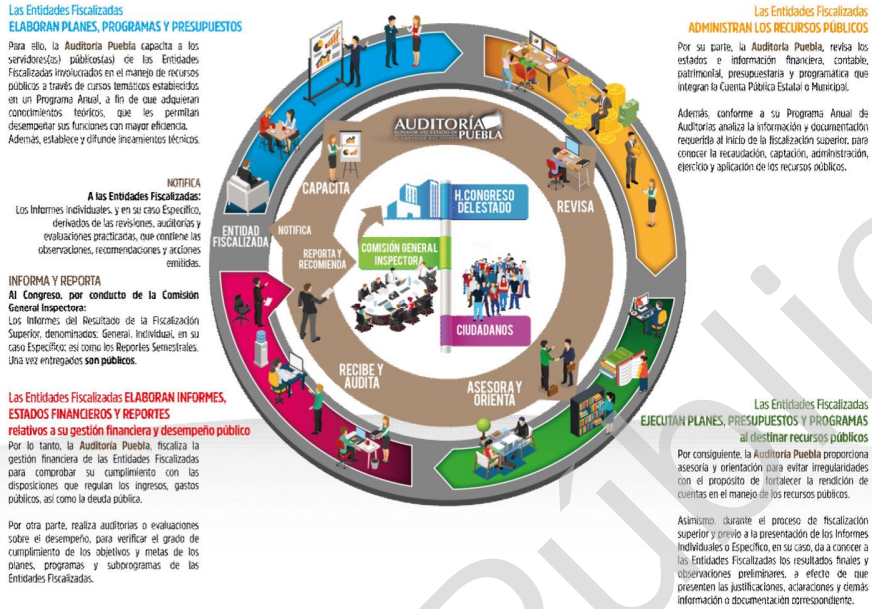 Las Entidades Fiscalizadas
ELABORAN PLANES, PROGRAMAS Y PRESUPUESTOS
Para ello, la Auditoría Puebla capacita a los
servidores(as) públicos(as) de las Entidades
Fiscalizadas involucrados en el manejo de recursos
públicos a través de cursos temáticos establecidos
en un Programa Anual, a fin de que adquieran
conocimientos teóricos, que les permitan
desempeñar sus funciones con mayor eficiencia.
Además, establece y difunde lineamientos técnicos.
NOTIFICA
A las Entidades Fiscalizadas:
Los Informes Individuales, y en su caso Específico,
derivados de las revisiones, auditorías y
evaluaciones practicadas, que contiene las
observaciones, recomendaciones y acciones
emitidas.
INFORMA Y REPORTA
Al Congreso, por conducto de la Comisión
General Inspectora:
Los Informes del Resultado de la Fiscalización
Superior, denominados: General, Individual, en su
caso Específico; así como los Reportes Semestrales.
Una vez entregados son públicos.
Las Entidades Fiscalizadas ELABORAN INFORMES,
ESTADOS FINANCIEROS Y REPORTES
relativos a su gestión financiera y desempeño público
Por lo tanto, la Auditoría Puebla, fiscaliza la
gestión financiera de las Entidades Fiscalizadas
para comprobar su cumplimiento con las
disposiciones que regulan los ingresos, gastos
públicos, así como la deuda pública.
Por otra parte, realiza auditorías o evaluaciones
sobre el desempeño, para verificar el grado de
cumplimiento de los objetivos y metas de los
planes, programas y subprogramas de las
Entidades Fiscalizadas.
AUDITORÍA
SUPERIOR DEL ESTADO DE PUEBLA
CAPACITA
REVISA
H. CONGRESO
DEL ESTADO
ENTIDAD
FISCALIZADA
NOTIFICA
REPORTA Y
RECOMIENDA
COMISIÓN GENERAL
INSPECTORA
CIUDADANOS
RECIBE Y
AUDITA
ASESORA Y
ORIENTA
Las Entidades Fiscalizadas
ADMINISTRAN LOS RECURSOS PÚBLICOS
Por su parte, la Auditoría Puebla, revisa los
estados e información financiera, contable,
patrimonial, presupuestaria y programática que
integran la Cuenta Pública Estatal o Municipal.
Además, conforme a su Programa Anual de
Auditorías analiza la información y documentación
requerida al inicio de la fiscalización superior, para
conocer la recaudación, captación, administración,
ejercicio y aplicación de los recursos públicos.
Las Entidades Fiscalizadas
EJECUTAN PLANES, PRESUPUESTOS Y PROGRAMAS
al destinar recursos públicos
Por consiguiente, la Auditoría Puebla proporciona
asesoría y orientación para evitar irregularidades
con el propósito de fortalecer la rendición de
cuentas en el manejo de los recursos públicos.
Asimismo, durante el proceso de fiscalización
superior y previo a la presentación de los Informes
Individuales o Específico, en su caso, da a conocer a
las Entidades Fiscalizadas los resultados finales y
observaciones preliminares, a efecto de que
presenten las justificaciones, aclaraciones y demás
información o documentación correspondiente.